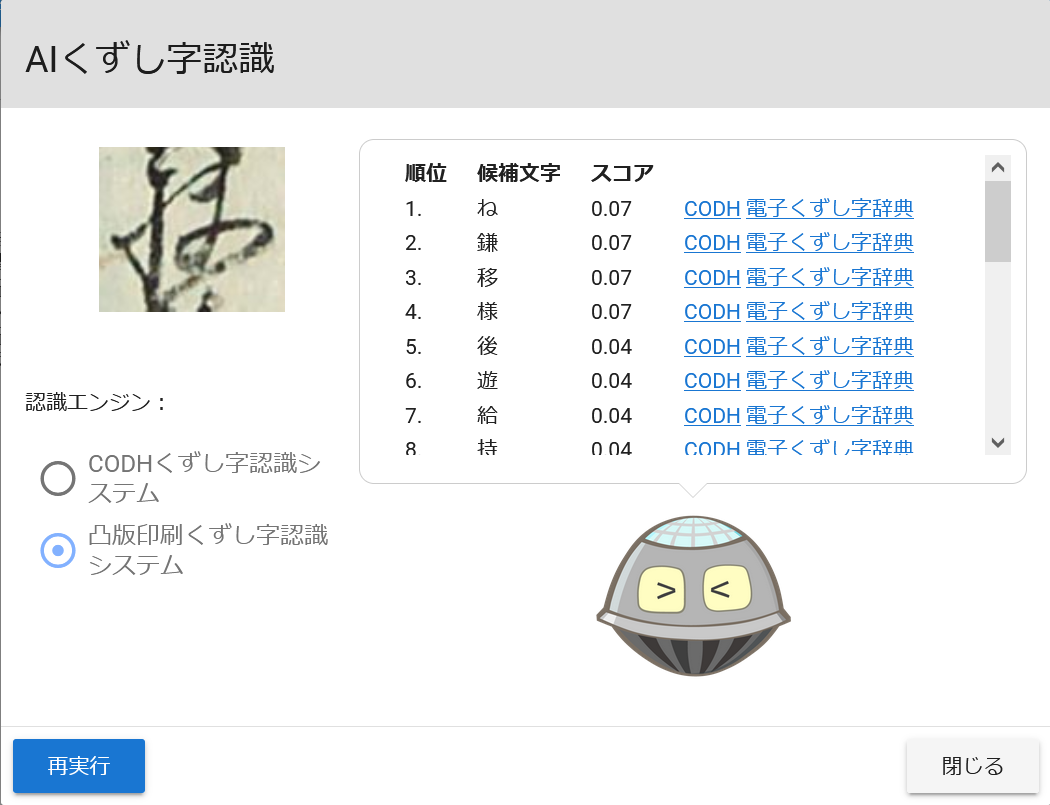 AIくずし字認識
順位 候補文字 スコア
1. ね 0.07 CODH 電子くずし字辞典
2. 鎌 0.07 CODH 電子くずし字辞典
3. 移 0.07 CODH 電子くずし字辞典
4. 様 0.07 CODH 電子くずし字辞典
5. 後 0.04 CODH 電子くずし字辞典
6. 遊 0.04 CODH 電子くずし字辞典
7. 給 0.04 CODH 電子くずし字辞典
8. 持 0.04 CODH 電子くずし字辞典
認識エンジン：
CODHくずし字認識シ
ステム
凸版印刷くずし字認識
システム
再実行
閉じる